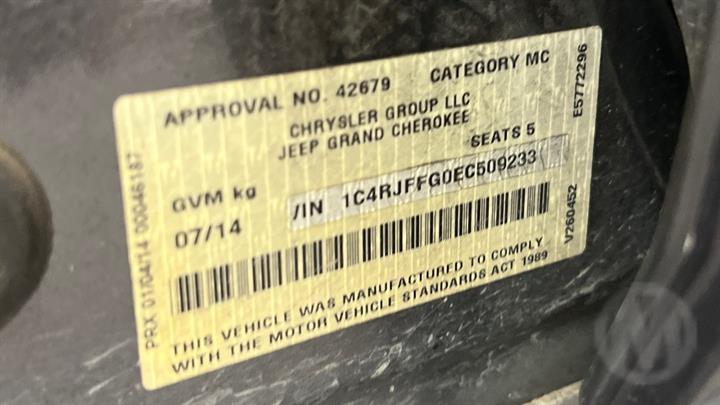 APPROVAL NO. 42679 CATEGORY MC
CHRYSLER GROUP LLC
JEEP GRAND CHEROKEE
SEATS 5
GVM kg
07/14
/IN 1C4RJFFG0EC509233
THIS VEHICLE WAS MANUFACTURED TO COMPLY
WITH THE MOTOR VEHICLE STANDARDS ACT 1989
PRX 01/04/14 00046187
E5772296
V260452
M